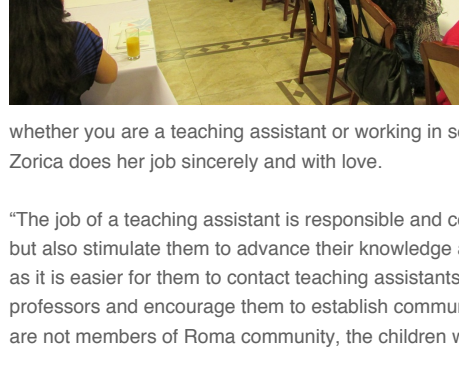 whether you are a teaching assistant or working in
Zorica does her job sincerely and with love.
“The job of a teaching assistant is responsible and
but also stimulate them to advance their knowledge
as it is easier for them to contact teaching assistants
professors and encourage them to establish
are not members of Roma community, the children